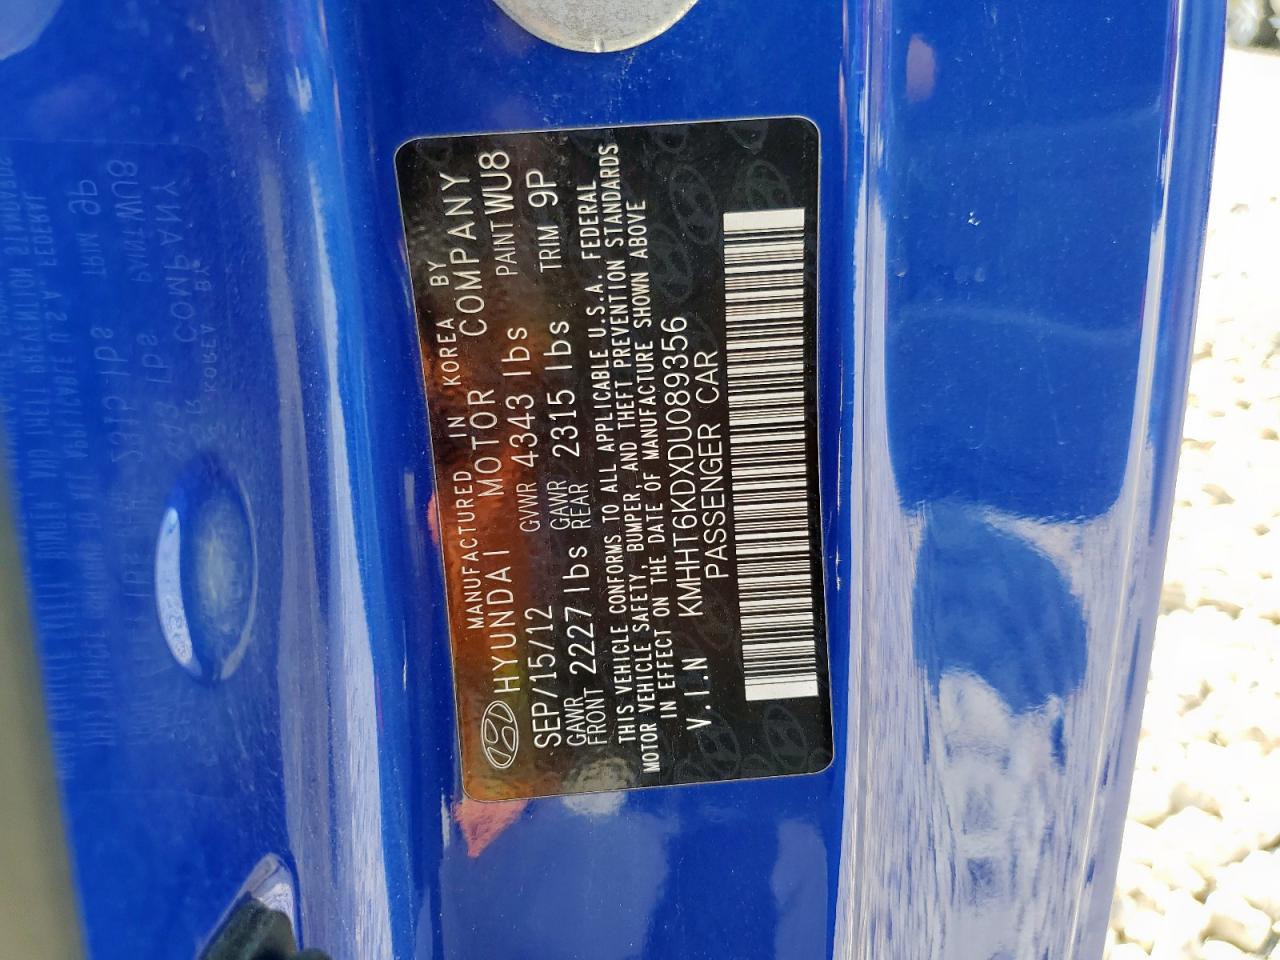 MANUFACTURED IN KOREA BY
HYUNDAI MOTOR COMPANY
SEP/15/12 GVWR 4343 lbs PAINT WU8
GAWR FRONT 2227 lbs GAWR REAR 2315 lbs TRIM 9P
THIS VEHICLE CONFORMS TO ALL APPLICABLE U.S.A. FEDERAL
MOTOR VEHICLE SAFETY, BUMPER, AND THEFT PREVENTION STANDARDS
IN EFFECT ON THE DATE OF MANUFACTURE SHOWN ABOVE
V.I.N KMHHT6KDXDU089356
PASSENGER CAR